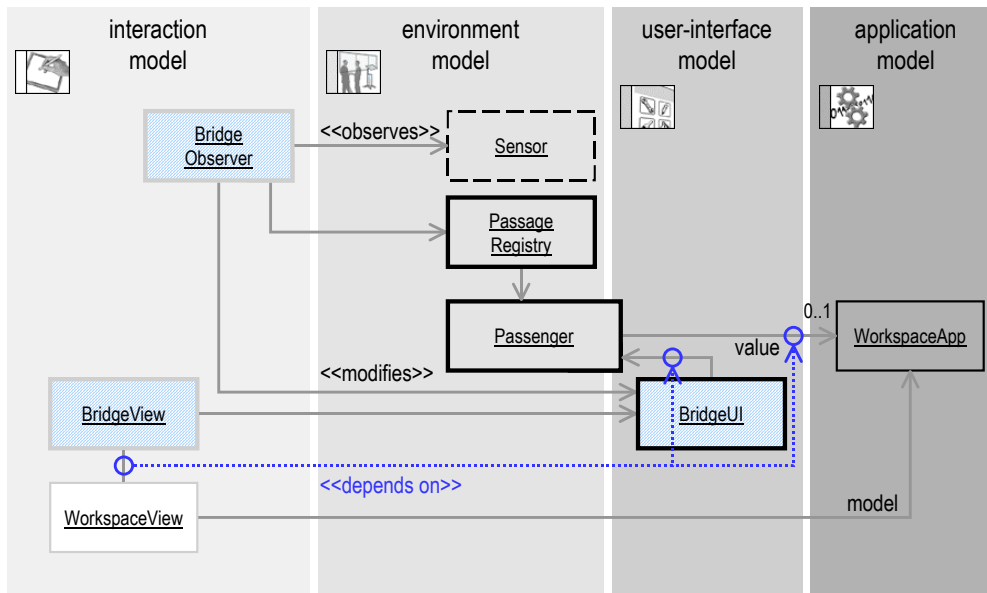 interaction
model
environment
model
user-interface
model
application
model
Bridge
Observer
<<observes>>
Sensor
Passage
Registry
Passenger
0..1
value
WorkspaceApp
<<modifies>>
BridgeView
BridgeUI
<<depends on>>
WorkspaceView
model